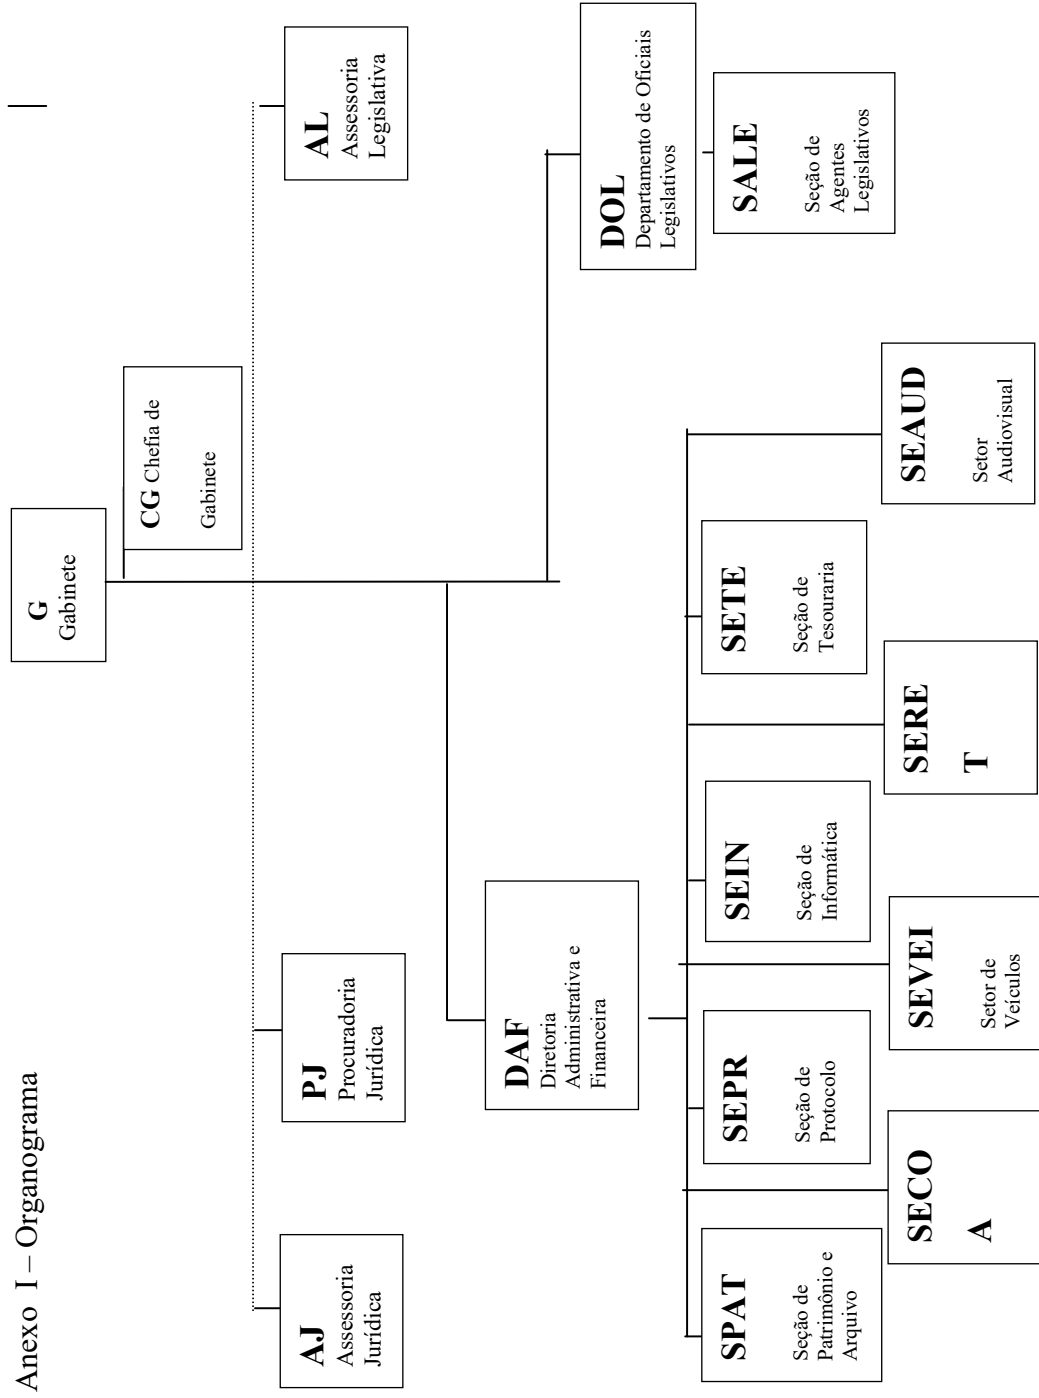 Anexo I – Organograma
G
Gabinete
CG Chefia de
Gabinete
AJ
Assessoria
Jurídica
PJ
Procuradoria
Jurídica
AL
Assessoria
Legislativa
DAF
Diretoria
Administrativa e
Financeira
DOL
Departamento de Oficiais
Legislativos
SPAT
Seção de
Patrimônio e
Arquivo
SEPR
Seção de
Protocolo
SEIN
Seção de
Informática
SETE
Seção de
Tesouraria
SALE
Seção de
Agentes
Legislativos
SECO
A
SEVEI
Setor de
Veículos
SERE
T
SEAUD
Setor
Audiovisual